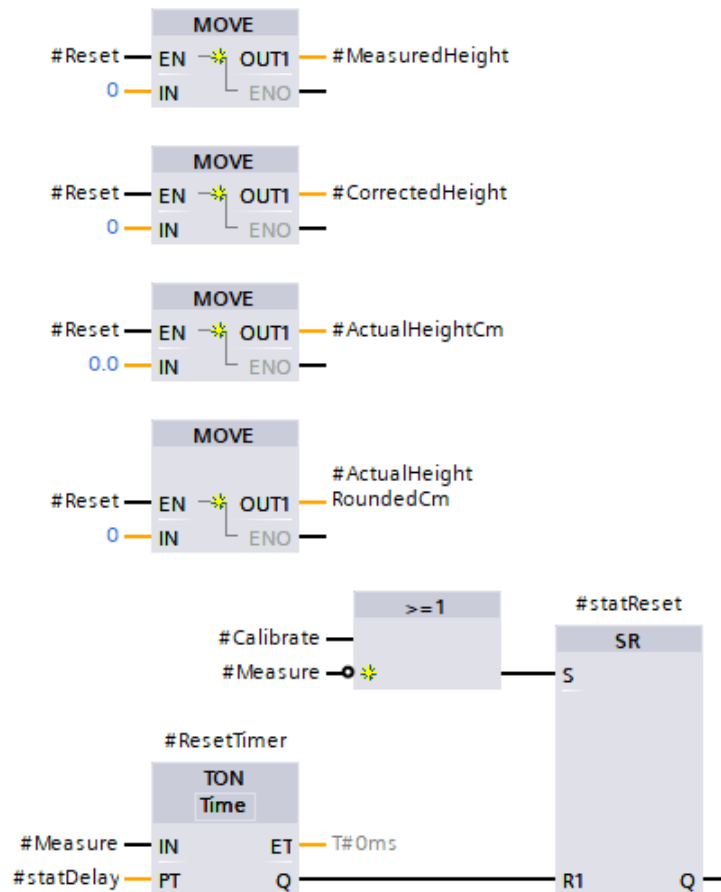 MOVE
#Reset EN OUT1 #MeasuredHeight
0 IN ENO
MOVE
#Reset EN OUT1 #CorrectedHeight
0 IN ENO
MOVE
#Reset EN OUT1 #ActualHeightCm
0.0 IN ENO
MOVE
#ActualHeight
#Reset EN OUT1 RoundedCm
0 IN ENO
>=1 #statReset
#Calibrate SR
#Measure S
#ResetTimer
TON
Time
#Measure IN ET T#0ms
#statDelay PT Q R1 Q